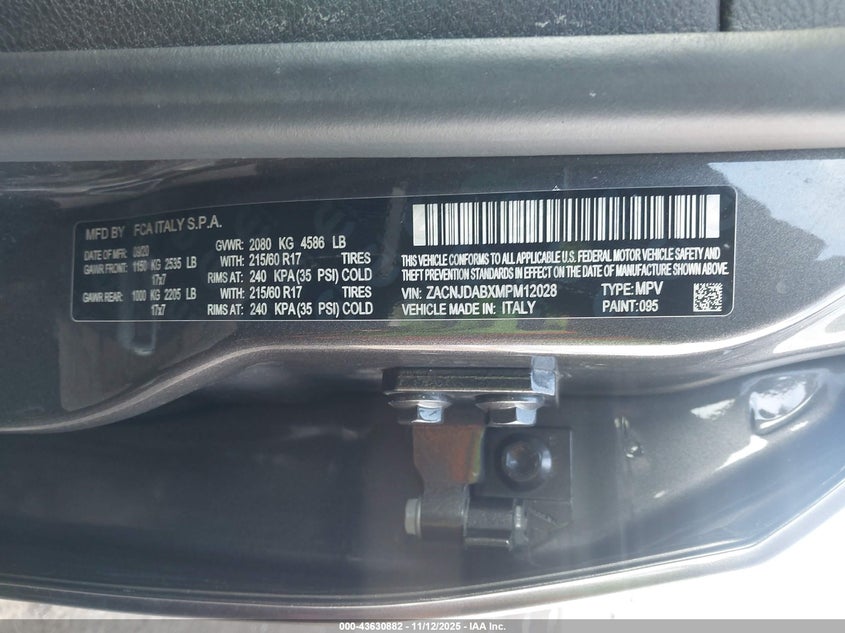 MFD BY FCA ITALY S.P.A.
DATE OF MFR 09/20 GVWR: 2080 KG 4586 LB
GAWR FRONT: 1150 KG 2535 LB WITH: 215/60 R17 TIRES
17x7 RIMS AT: 240 KPA (35 PSI) COLD
GAWR REAR: 1000 KG 2205 LB WITH: 215/60 R17 TIRES
17x7 RIMS AT: 240 KPA (35 PSI) COLD
THIS VEHICLE CONFORMS TO ALL APPLICABLE U.S. FEDERAL MOTOR VEHICLE SAFETY, BUMPER, AND
THEFT PREVENTION STANDARDS IN EFFECT ON THE DATE OF MANUFACTURE SHOWN ABOVE.
VIN: ZACNJDABXMPM12028 TYPE: MPV
VEHICLE MADE IN: ITALY PAINT: 095
000-43630882 - 11/12/2025 - IAA Inc.